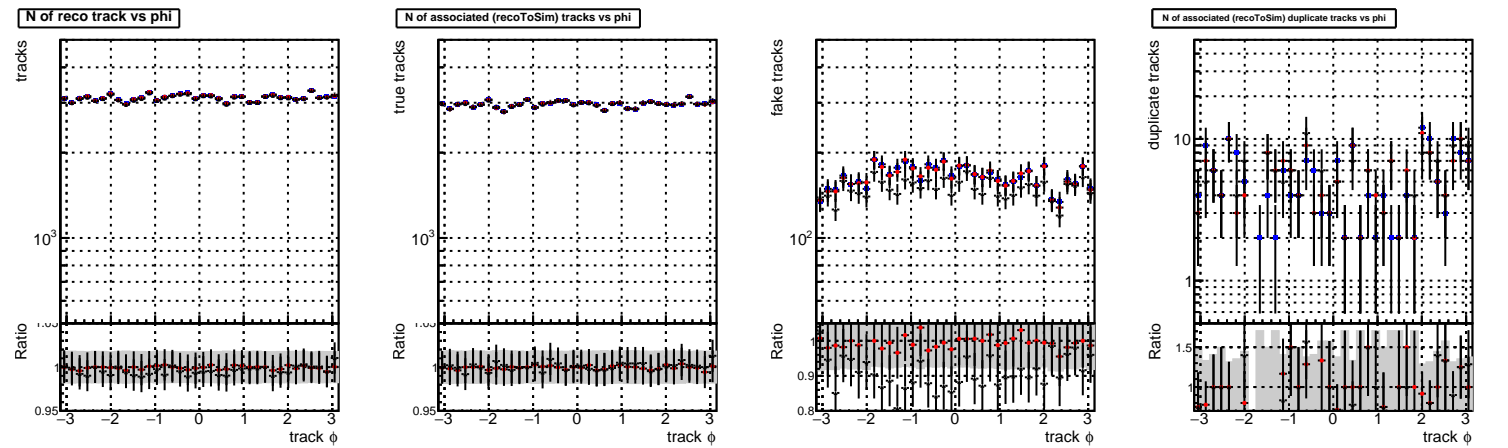 N of reco track vs phi
tracks
10³
Ratio
1.05
1
0.95
−3 −2 −1 0 1 2 3
track ϕ
N of associated (recoToSim) tracks vs phi
true tracks
10³
Ratio
1
0.95
−3 −2 −1 0 1 2 3
track ϕ
fake tracks
10²
Ratio
1
0.9
0.8
−3 −2 −1 0 1 2 3
track ϕ
N of associated (recoToSim) duplicate tracks vs phi
duplicate tracks
10
1
Ratio
1.5
1
−3 −2 −1 0 1 2 3
track ϕ